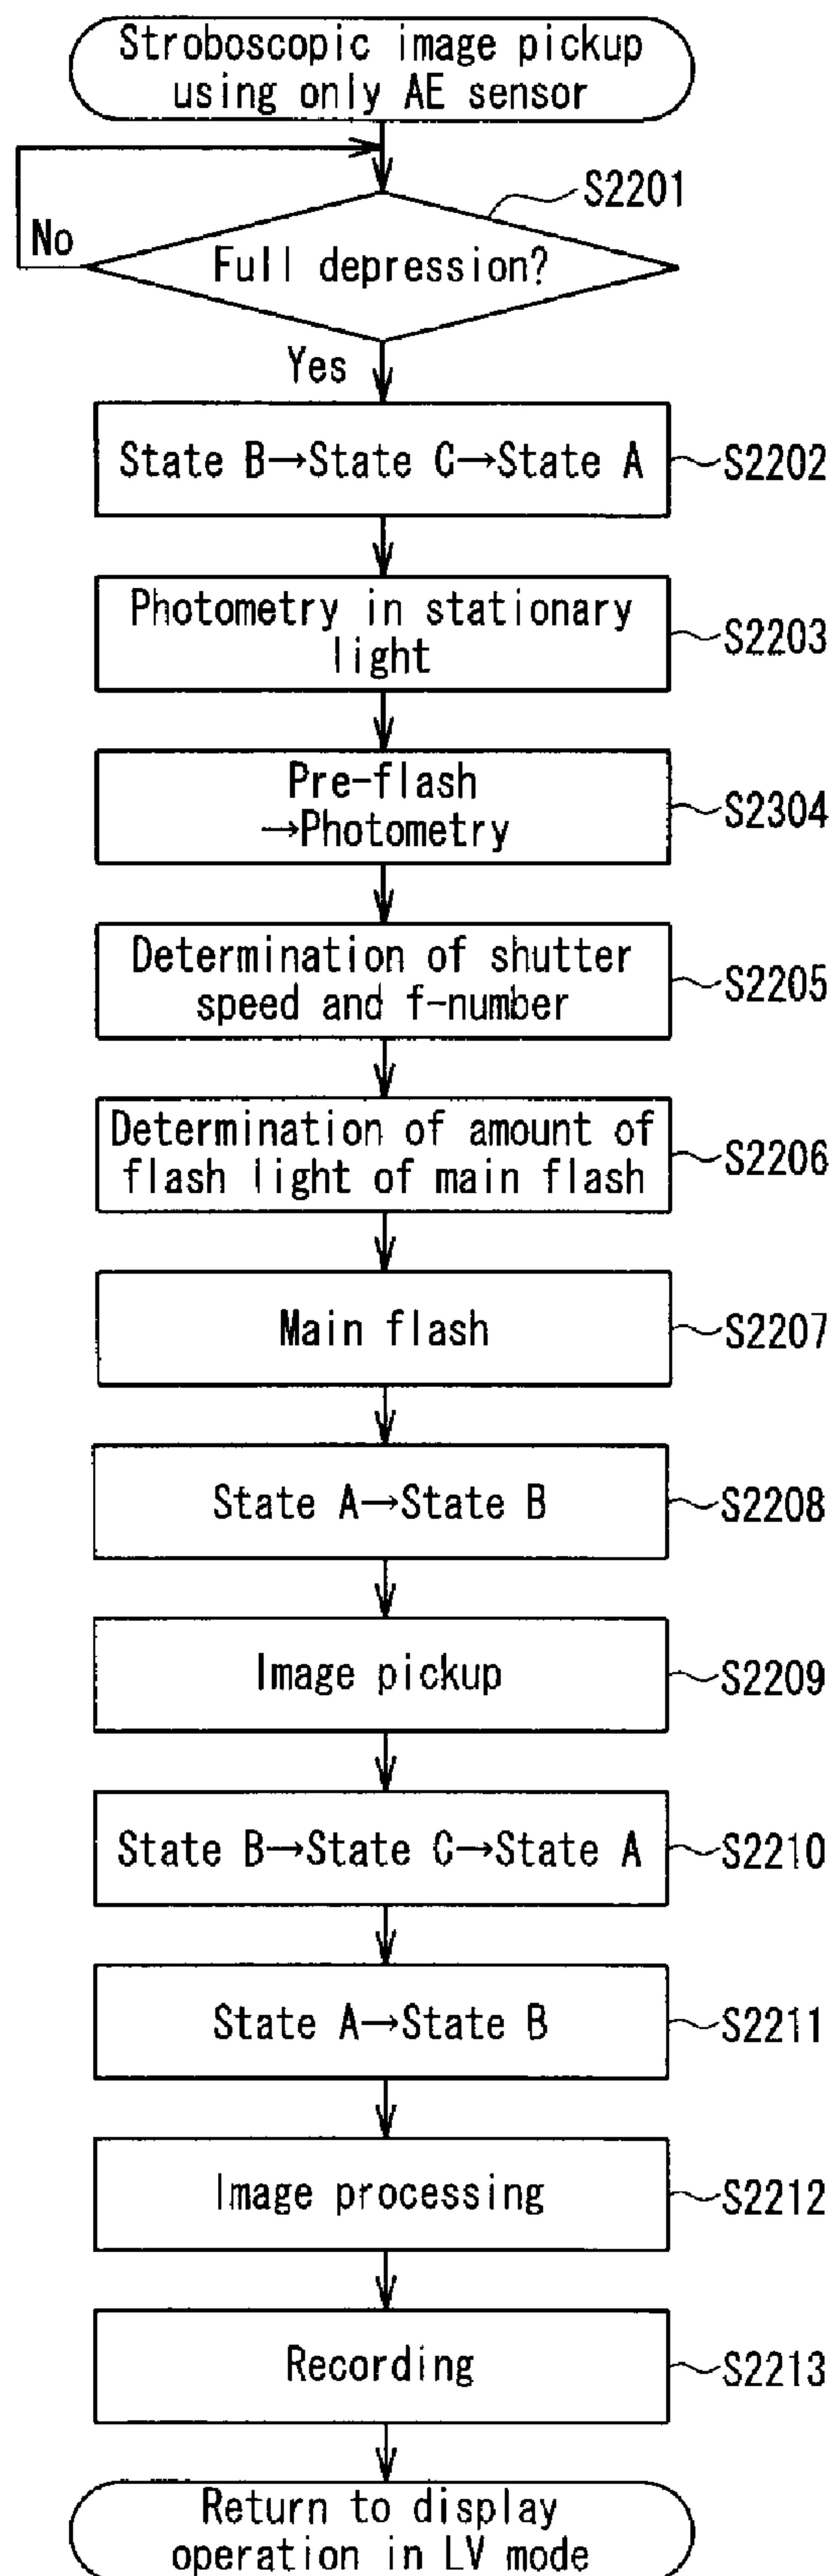 Stroboscopic image pickup
using only AE sensor
S2201
No
Full depression?
Yes
State B→State C→State A
S2202
Photometry in stationary
light
S2203
Pre-flash
→Photometry
S2304
Determination of shutter
speed and f-number
S2205
Determination of amount of
flash light of main flash
S2206
Main flash
S2207
State A→State B
S2208
Image pickup
S2209
State B→State C→State A
S2210
State A→State B
S2211
Image processing
S2212
Recording
S2213
Return to display
operation in LV mode